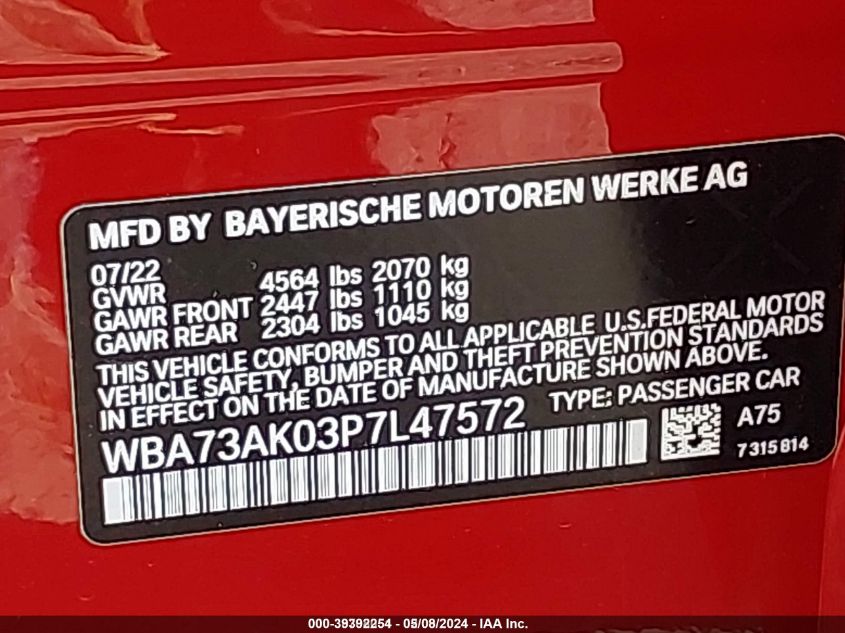 MFD BY BAYERISCHE MOTOREN WERKE AG
07/22
GVWR 4564 lbs 2070 kg
GAWR FRONT 2447 lbs 1110 kg
GAWR REAR 2304 lbs 1045 kg
THIS VEHICLE CONFORMS TO ALL APPLICABLE U.S.FEDERAL MOTOR
VEHICLE SAFETY, BUMPER AND THEFT PREVENTION STANDARDS
IN EFFECT ON THE DATE OF MANUFACTURE SHOWN ABOVE.
WBA73AK03P7L47572 TYPE: PASSENGER CAR
A75
7315814
000-39392254 - 05/08/2024 - IAA Inc.